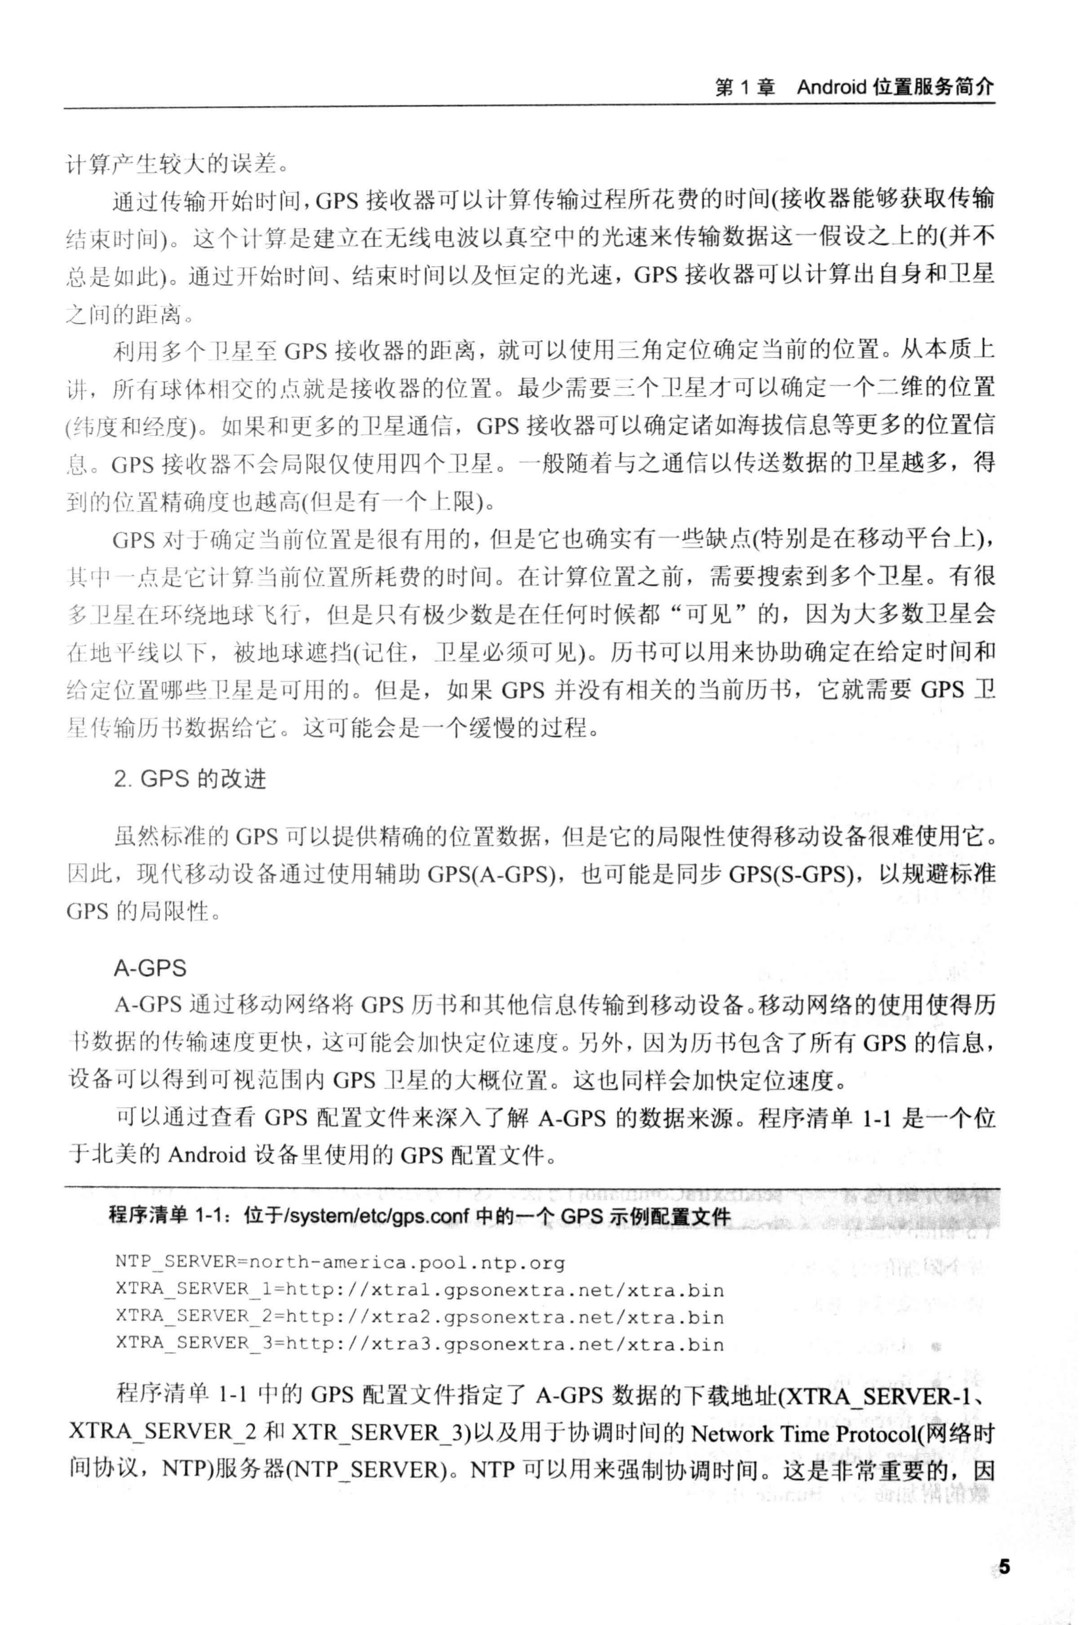 第 1 章 Android 位置服务简介
计算产生较大的误差。
通过传输开始时间，GPS 接收器可以计算传输过程所花费的时间(接收器能够获取传输
结束时间)。这个计算是建立在无线电波以真空中的光速来传输数据这一假设之上的(并不
总是如此)。通过开始时间、结束时间以及恒定的光速，GPS 接收器可以计算出自身和卫星
之间的距离。
利用多个卫星至 GPS 接收器的距离，就可以使用三角定位确定当前的位置。从本质上
讲，所有球体相交的点就是接收器的位置。最少需要三个卫星才可以确定一个二维的位置
(纬度和经度)。如果和更多的卫星通信，GPS 接收器可以确定诸如海拔信息等更多的位置信
息。GPS 接收器不会局限仅使用四个卫星。一般随着与之通信以传送数据的卫星越多，得
到的位置精确度也越高(但是有一个上限)。
GPS 对于确定当前位置是很有用的，但是它也确实有一些缺点(特别是在移动平台上)，
其中一点是它计算当前位置所耗费的时间。在计算位置之前，需要搜索到多个卫星。有很
多卫星在环绕地球飞行，但是只有极少数是在任何时候都“可见”的，因为大多数卫星会
在地平线以下，被地球遮挡(记住，卫星必须可见)。历书可以用来协助确定在给定时间和
给定位置哪些卫星是可用的。但是，如果 GPS 并没有相关的当前历书，它就需要 GPS 卫
星传输历书数据给它。这可能会是一个缓慢的过程。
2. GPS 的改进
虽然标准的 GPS 可以提供精确的位置数据，但是它的局限性使得移动设备很难使用它。
因此，现代移动设备通过使用辅助 GPS(A-GPS)，也可能是同步 GPS(S-GPS)，以规避标准
GPS 的局限性。
A-GPS
A-GPS 通过移动网络将 GPS 历书和其他信息传输到移动设备。移动网络的使用使得历
书数据的传输速度更快，这可能会加快定位速度。另外，因为历书包含了所有 GPS 的信息，
设备可以得到可视范围内 GPS 卫星的大概位置。这也同样会加快定位速度。
可以通过查看 GPS 配置文件来深入了解 A-GPS 的数据来源。程序清单 1-1 是一个位
于北美的 Android 设备里使用的 GPS 配置文件。
程序清单 1-1：位于/system/etc/gps.conf 中的一个 GPS 示例配置文件
NTP_SERVER=north-america.pool.ntp.org
XTRA_SERVER_1=http://xtra1.gpsonextra.net/xtra.bin
XTRA_SERVER_2=http://xtra2.gpsonextra.net/xtra.bin
XTRA_SERVER_3=http://xtra3.gpsonextra.net/xtra.bin
程序清单 1-1 中的 GPS 配置文件指定了 A-GPS 数据的下载地址(XTRA_SERVER-1、
XTRA_SERVER_2 和 XTR_SERVER_3)以及用于协调时间的 Network Time Protocol(网络时
间协议，NTP)服务器(NTP_SERVER)。NTP 可以用来强制协调时间。这是非常重要的，因
5